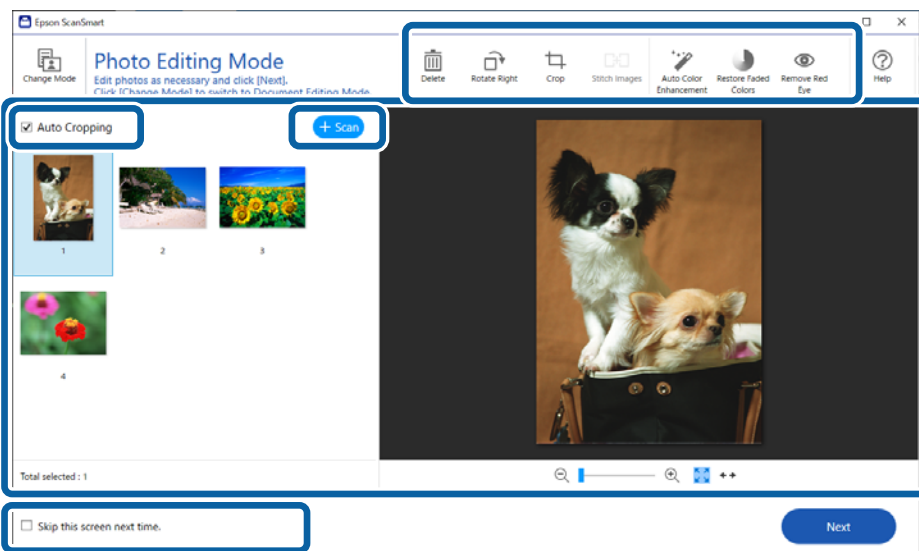 Epson ScanSmart
Change Mode
Photo Editing Mode
Edit photos as necessary and click [Next].
Click [Change Mode] to switch to Document Editing Mode
Delete
Rotate Right
Crop
Stitch Images
Auto Color
Enhancement
Restore Faded
Colors
Remove Red
Eye
Help
Auto Cropping
+ Scan
1
2
3
4
Total selected : 1
Skip this screen next time.
Next